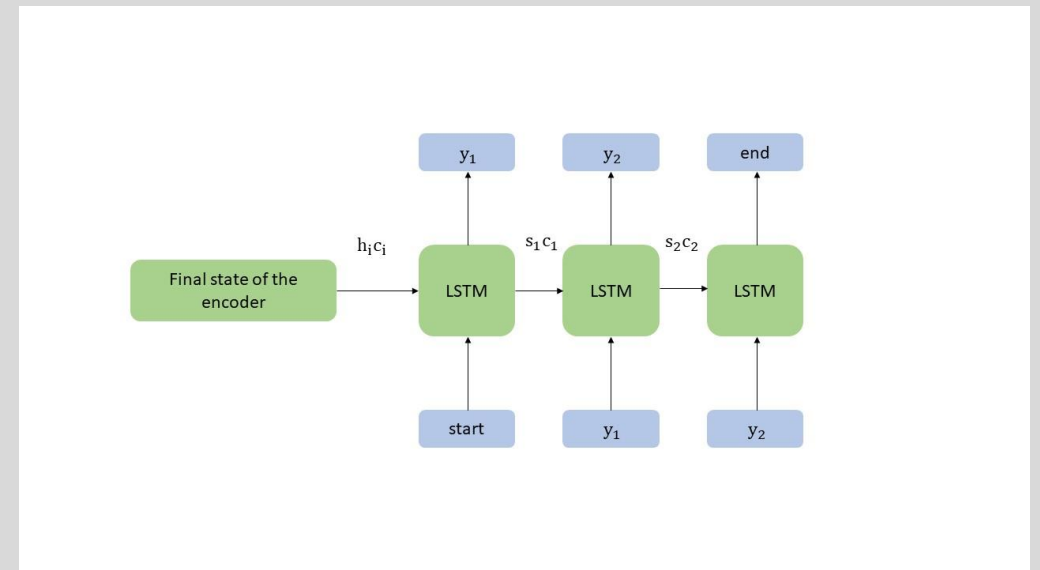 y₁
y₂
end
hᵢcᵢ
s₁c₁
s₂c₂
Final state of the
encoder
LSTM
LSTM
LSTM
start
y₁
y₂